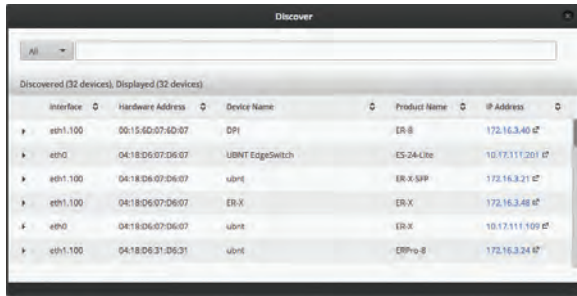 Discover
All
Discovered (32 devices), Displayed (32 devices)
Interface Hardware Address Device Name Product Name IP Address
eth1.100 00:15:6D:07:6D:07 DPI ER-8 172.16.3.40
eth0 04:18:D6:07:D6:07 UBNT EdgeSwitch ES-24-Lite 10.17.111.201
eth1.100 04:18:D6:07:D6:07 ubnt ER-X-SFP 172.16.3.21
eth1.100 04:18:D6:07:D6:07 ER-X ER-X 172.16.3.48
eth0 04:18:D6:07:D6:07 ubnt ER-X 10.17.111.109
eth1.100 04:18:D6:31:D6:31 ubnt ERPro-8 172.16.3.24